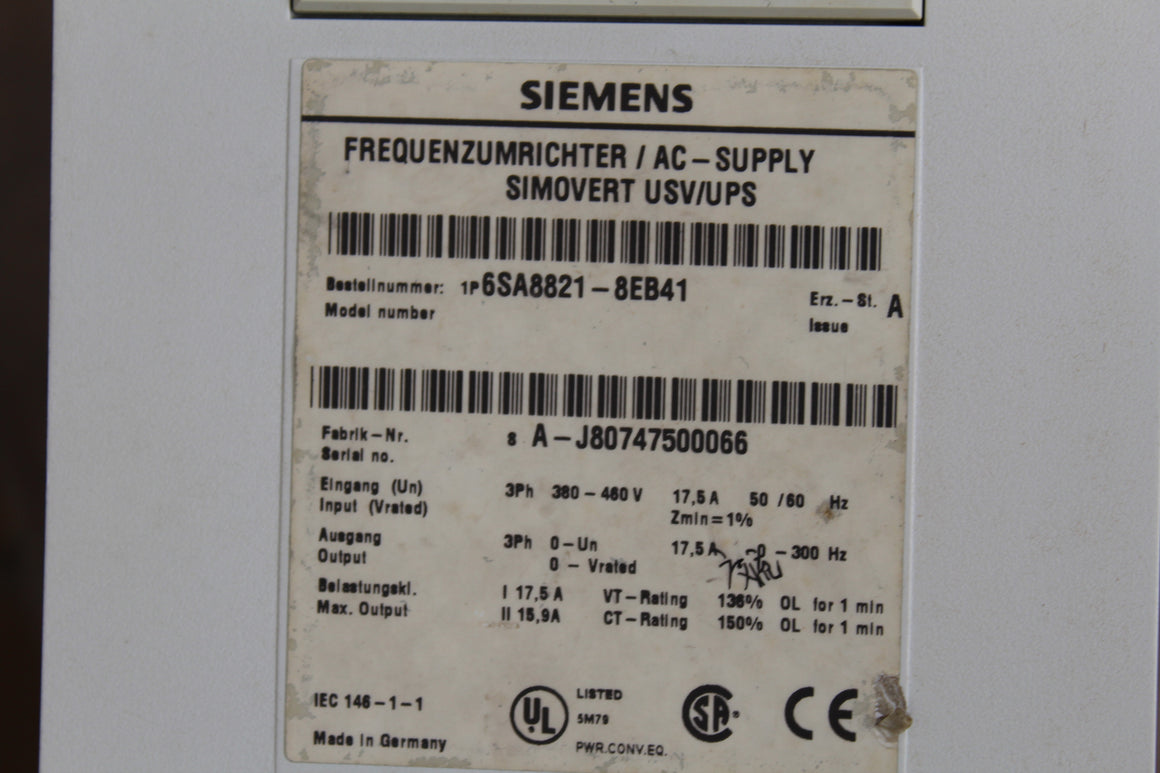 SIEMENS
FREQUENZUMRICHTER / AC-SUPPLY
SIMOVERT USV/UPS
Bestellnummer: 1P 6SA8821-8EB41
Model number
Erz.-St. A
Issue
Fabrik-Nr. S A-J80747500066
Serial no.
Eingang (Un) 3Ph 380-460 V 17,5 A 50 /60 Hz
Input (Vrated) Zmin=1%
Ausgang 3Ph 0-Un 17,5 A ~0 -300 Hz
Output 0 - Vrated
Belastungskl. I 17,5 A VT-Rating 136% OL for 1 min
Max. Output II 15,9A CT-Rating 150% OL for 1 min
IEC 146-1-1
Made in Germany
UL
LISTED
5M79
PWR.CONV.EQ.
SA
CE